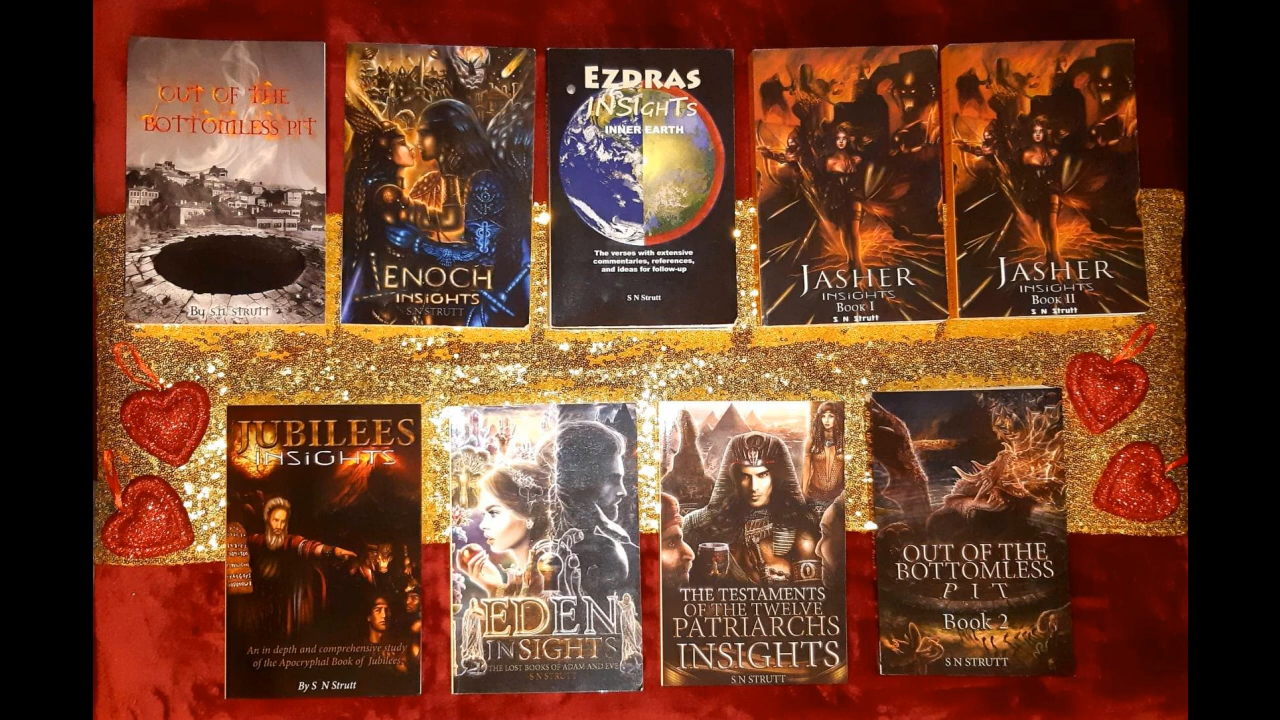 OUT OF THE
BOTTOMLESS PIT
By S.N. STRUTT
ENOCH
INSIGHTS
S.N STRUTT
EZDRAS
INSIGHTS
INNER EARTH
The verses with extensive
commentaries, references,
and ideas for follow-up
S N Strutt
JASHER
INSIGHTS
Book I
S N Strutt
JASHER
INSIGHTS
Book II
S N Strutt
JUBILEES
INSIGHTS
An in depth and comprehensive study
of the Apocryphal Book of Jubilees
By S N Strutt
EDEN
INSIGHTS
THE LOST BOOKS OF ADAM AND EVE
S N STRUTT
THE TESTAMENTS
OF THE TWELVE
PATRIARCHS
INSIGHTS
S N STRUTT
OUT OF THE
BOTTOMLESS
PIT
Book 2
S N STRUTT